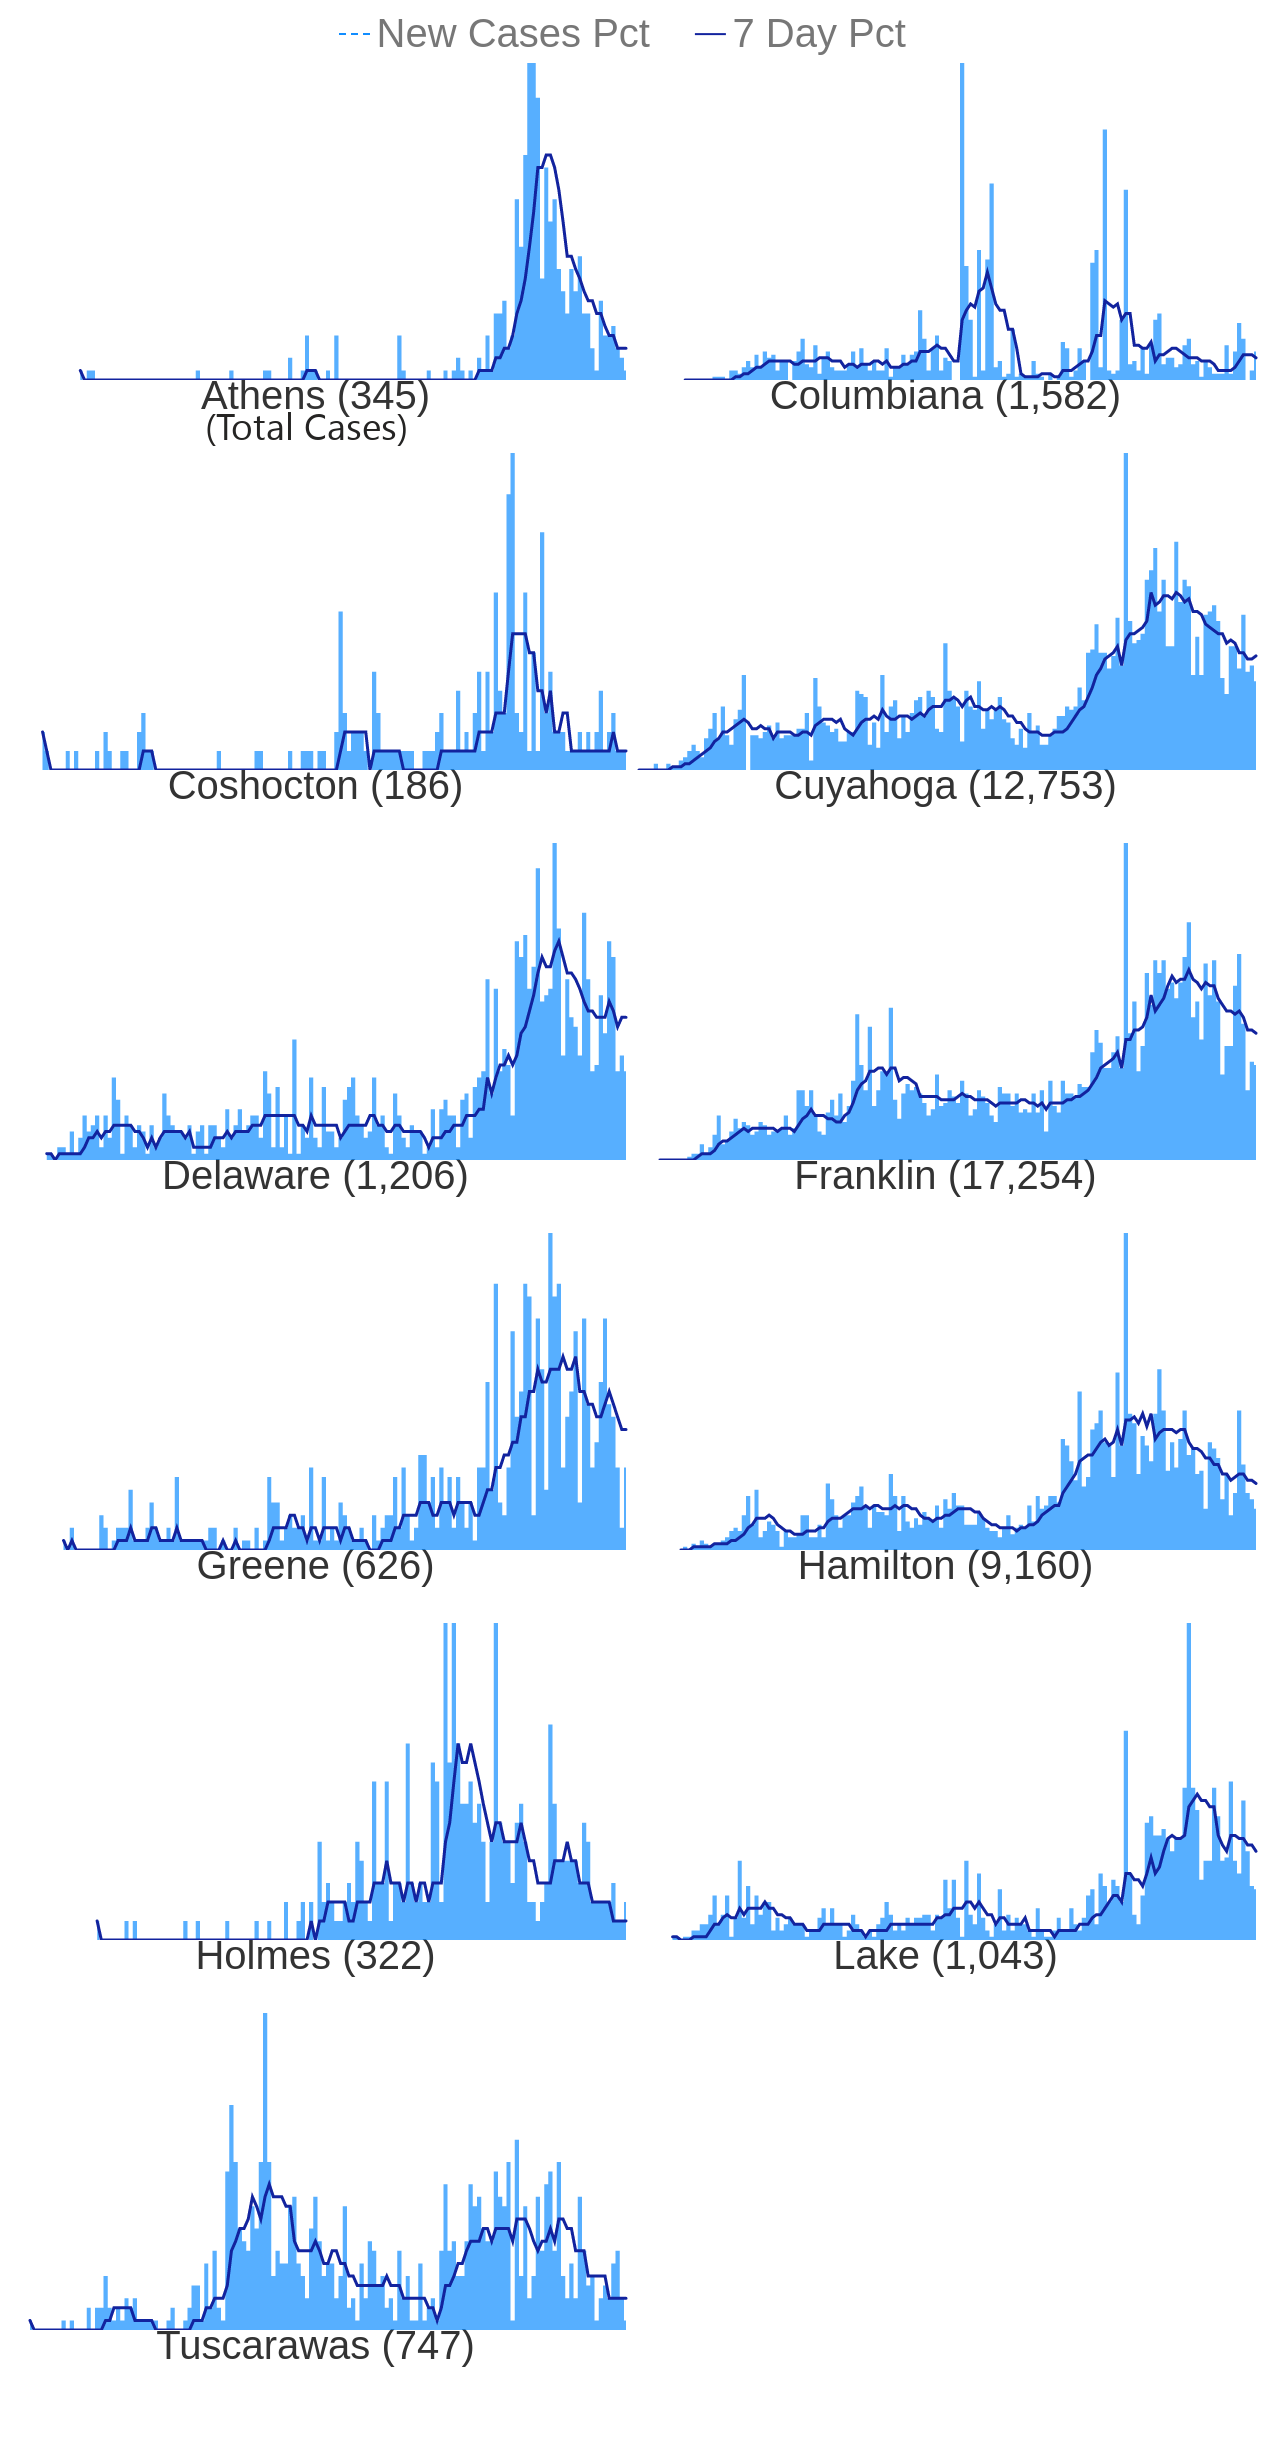 New Cases Pct 7 Day Pct
Athens (345) Columbiana (1,582)
(Total Cases)
Coshocton (186) Cuyahoga (12,753)
Delaware (1,206) Franklin (17,254)
Greene (626) Hamilton (9,160)
Holmes (322) Lake (1,043)
Tuscarawas (747)